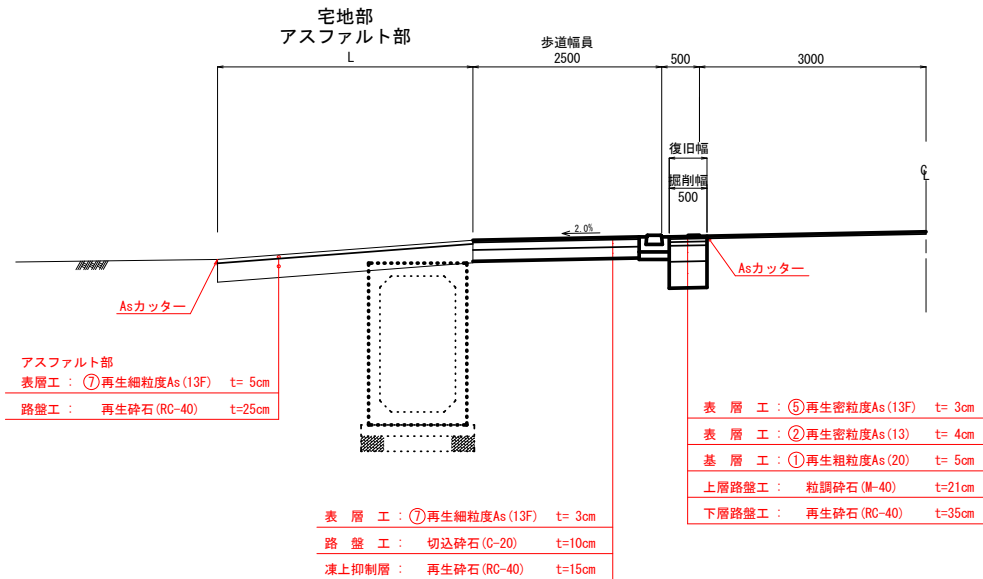 宅地部
アスファルト部
L
歩道幅員
2500
500
3000
復旧幅
掘削幅
500
℄
2.0%
Asカッター
Asカッター
アスファルト部
表層工 : ⑦再生細粒度As(13F) t= 5cm
路盤工 : 再生砕石(RC-40) t=25cm
表 層 工 : ⑤再生密粒度As(13F) t= 3cm
表 層 工 : ②再生密粒度As(13) t= 4cm
基 層 工 : ①再生粗粒度As(20) t= 5cm
上層路盤工 : 粒調砕石(M-40) t=21cm
下層路盤工 : 再生砕石(RC-40) t=35cm
表 層 工 : ⑦再生細粒度As(13F) t= 3cm
路 盤 工 : 切込砕石(C-20) t=10cm
凍上抑制層 : 再生砕石(RC-40) t=15cm